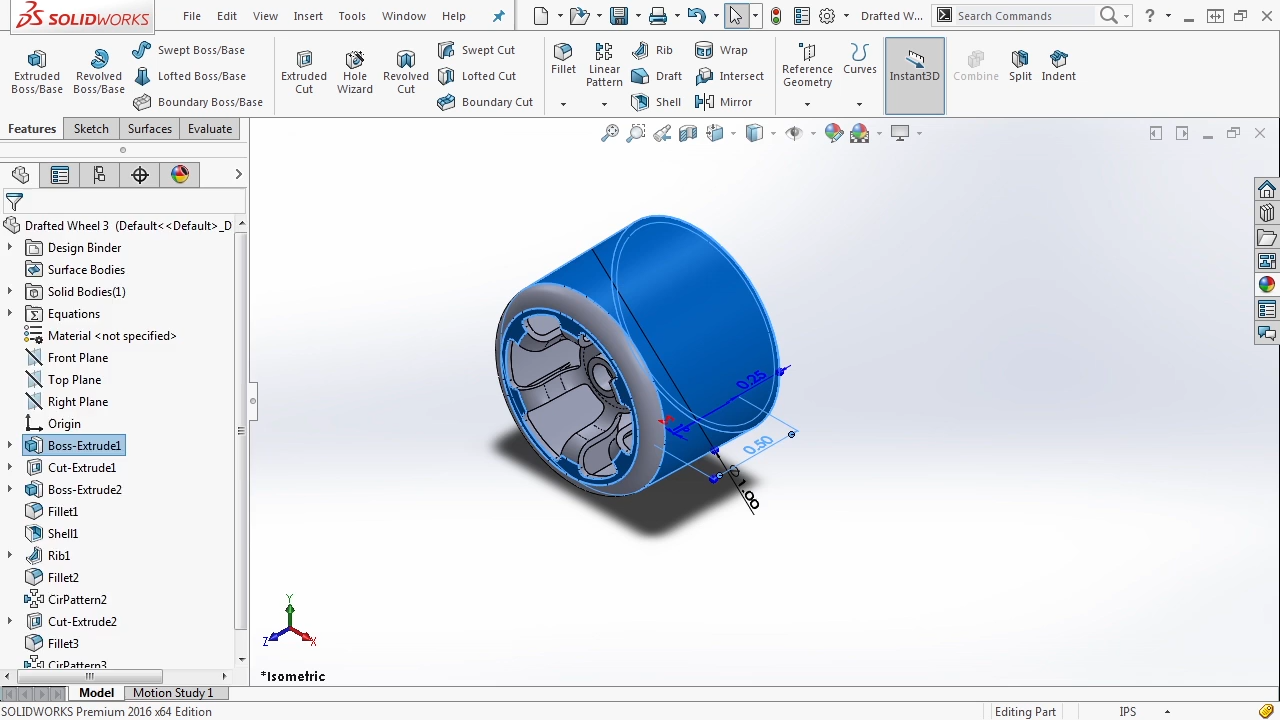 SOLIDWORKS
File Edit View Insert Tools Window Help
Drafted W...
Search Commands
Extruded Boss/Base
Revolved Boss/Base
Swept Boss/Base
Lofted Boss/Base
Boundary Boss/Base
Extruded Cut
Hole Wizard
Revolved Cut
Swept Cut
Lofted Cut
Boundary Cut
Fillet
Linear Pattern
Rib
Draft
Shell
Wrap
Intersect
Mirror
Reference Geometry
Curves
Instant3D
Combine
Split
Indent
Features Sketch Surfaces Evaluate
Drafted Wheel 3 (Default<<Default>_D
Design Binder
Surface Bodies
Solid Bodies(1)
Equations
Material <not specified>
Front Plane
Top Plane
Right Plane
Origin
Boss-Extrude1
Cut-Extrude1
Boss-Extrude2
Fillet1
Shell1
Rib1
Fillet2
CirPattern2
Cut-Extrude2
Fillet3
CirPattern3
0.25
0.50
1.00
Y
Z
X
*Isometric
Model Motion Study 1
SOLIDWORKS Premium 2016 x64 Edition
Editing Part
IPS